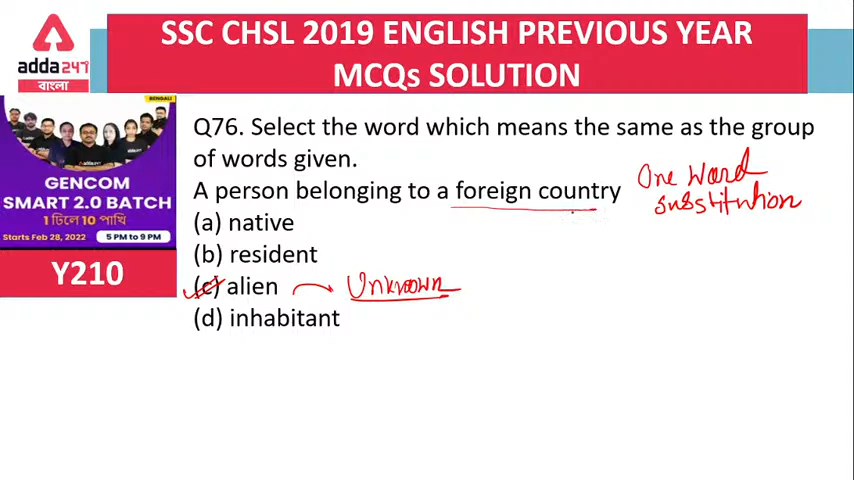 SSC CHSL 2019 ENGLISH PREVIOUS YEAR
MCQs SOLUTION
adda247
বাংলা
BENGALI
GENCOM
SMART 2.0 BATCH
1 ঢিলে 10 পাখি
Starts Feb 28, 2022
5 PM to 9 PM
Y210
Q76. Select the word which means the same as the group
of words given.
A person belonging to a foreign country
One word
substitution
(a) native
(b) resident
(c) alien
Unknown
(d) inhabitant